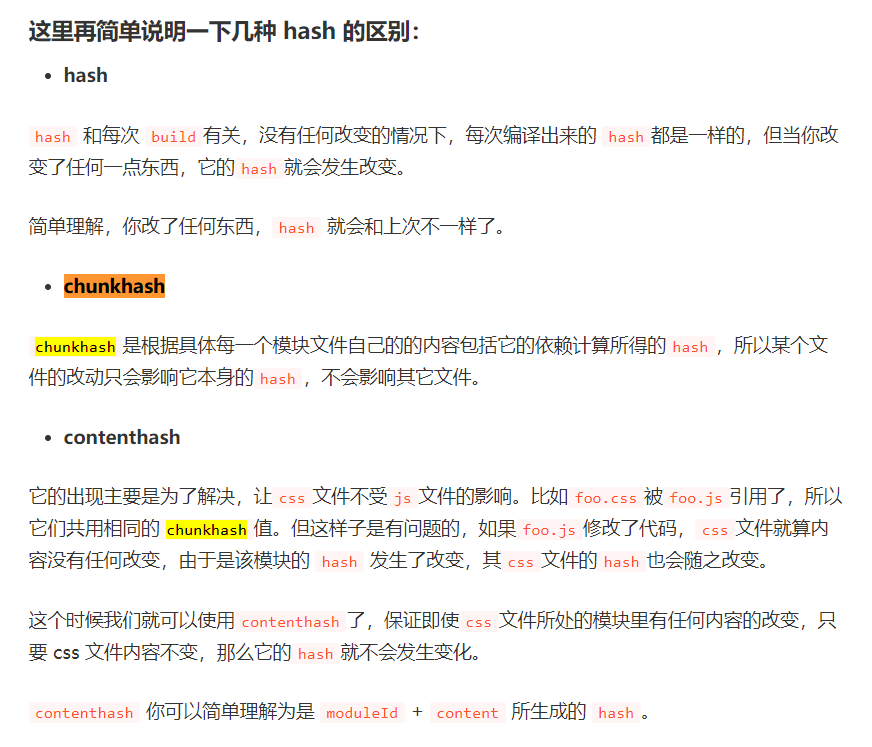 这里再简单说明一下几种 hash 的区别：
• hash
hash 和每次 build 有关，没有任何改变的情况下，每次编译出来的 hash 都是一样的，但当你改
变了任何一点东西，它的 hash 就会发生改变。
简单理解，你改了任何东西， hash 就会和上次不一样了。
• chunkhash
chunkhash 是根据具体每一个模块文件自己的的内容包括它的依赖计算所得的 hash ，所以某个文
件的改动只会影响它本身的 hash ，不会影响其它文件。
• contenthash
它的出现主要是为了解决，让 css 文件不受 js 文件的影响。比如 foo.css 被 foo.js 引用了，所以
它们共用相同的 chunkhash 值。但这样子是有问题的，如果 foo.js 修改了代码， css 文件就算内
容没有任何改变，由于是该模块的 hash 发生了改变，其 css 文件的 hash 也会随之改变。
这个时候我们就可以使用 contenthash 了，保证即使 css 文件所处的模块里有任何内容的改变，只
要 css 文件内容不变，那么它的 hash 就不会发生变化。
contenthash 你可以简单理解为是 moduleId + content 所生成的 hash 。